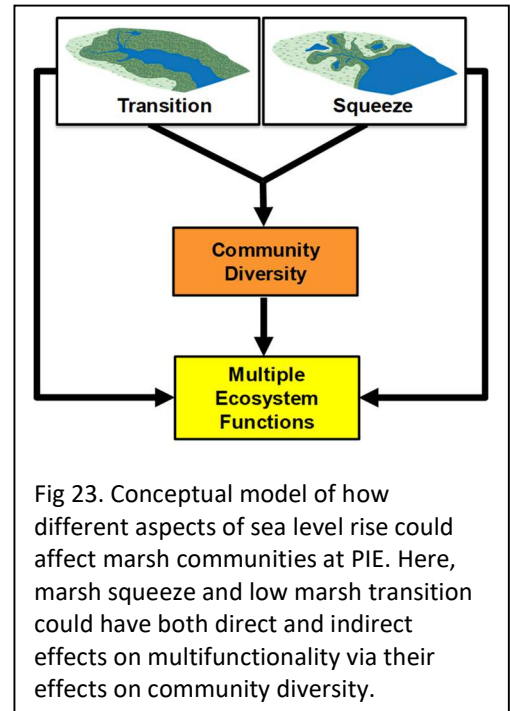 Transition
Squeeze
Community
Diversity
Multiple
Ecosystem
Functions
Fig 23. Conceptual model of how
different aspects of sea level rise could
affect marsh communities at PIE. Here,
marsh squeeze and low marsh transition
could have both direct and indirect
effects on multifunctionality via their
effects on community diversity.